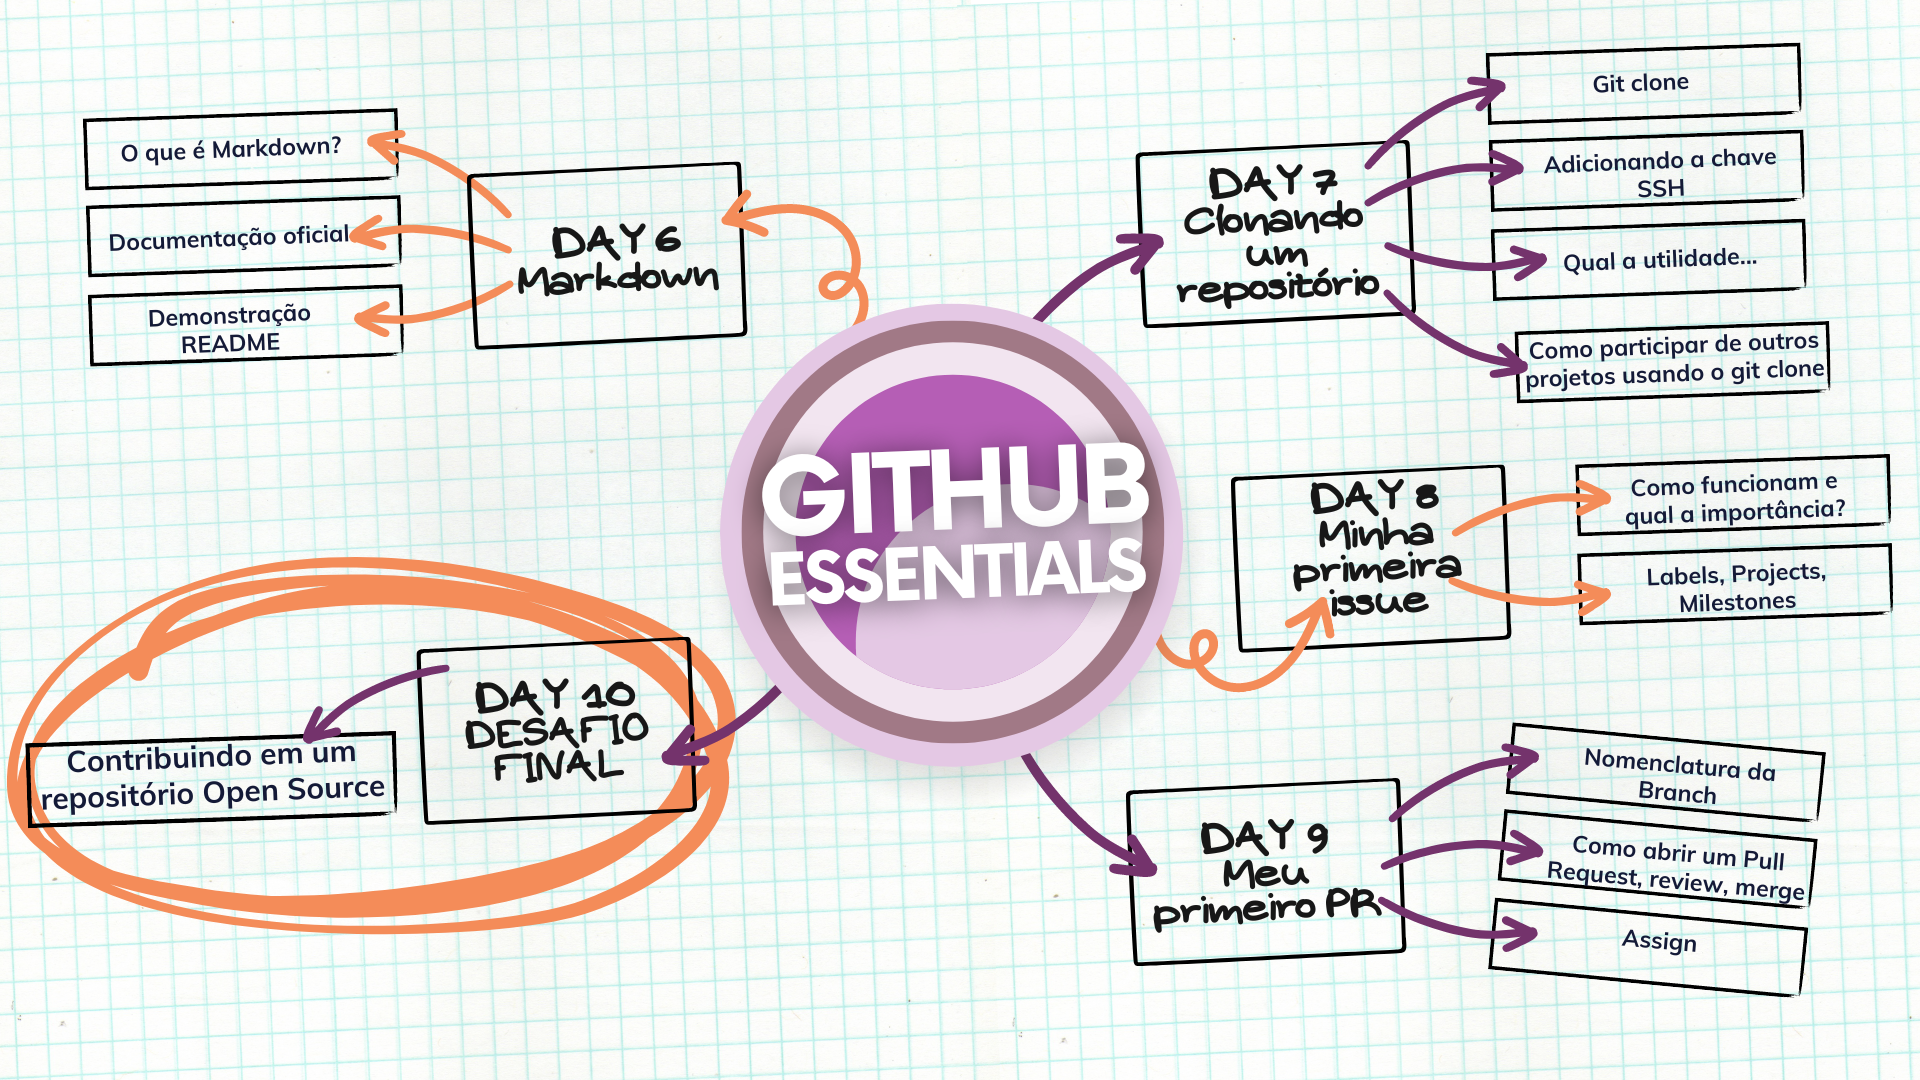 GITHUB
ESSENTIALS
DAY 6
Markdown
O que é Markdown?
Documentação oficial
Demonstração
README
DAY 7
Clonando
um
repositório
Git clone
Adicionando a chave
SSH
Qual a utilidade...
Como participar de outros
projetos usando o git clone
DAY 8
Minha
primeira
issue
Como funcionam e
qual a importância?
Labels, Projects,
Milestones
DAY 9
Meu
primeiro PR
Nomenclatura da
Branch
Como abrir um Pull
Request, review, merge
Assign
DAY 10
DESAFIO
FINAL
Contribuindo em um
repositório Open Source